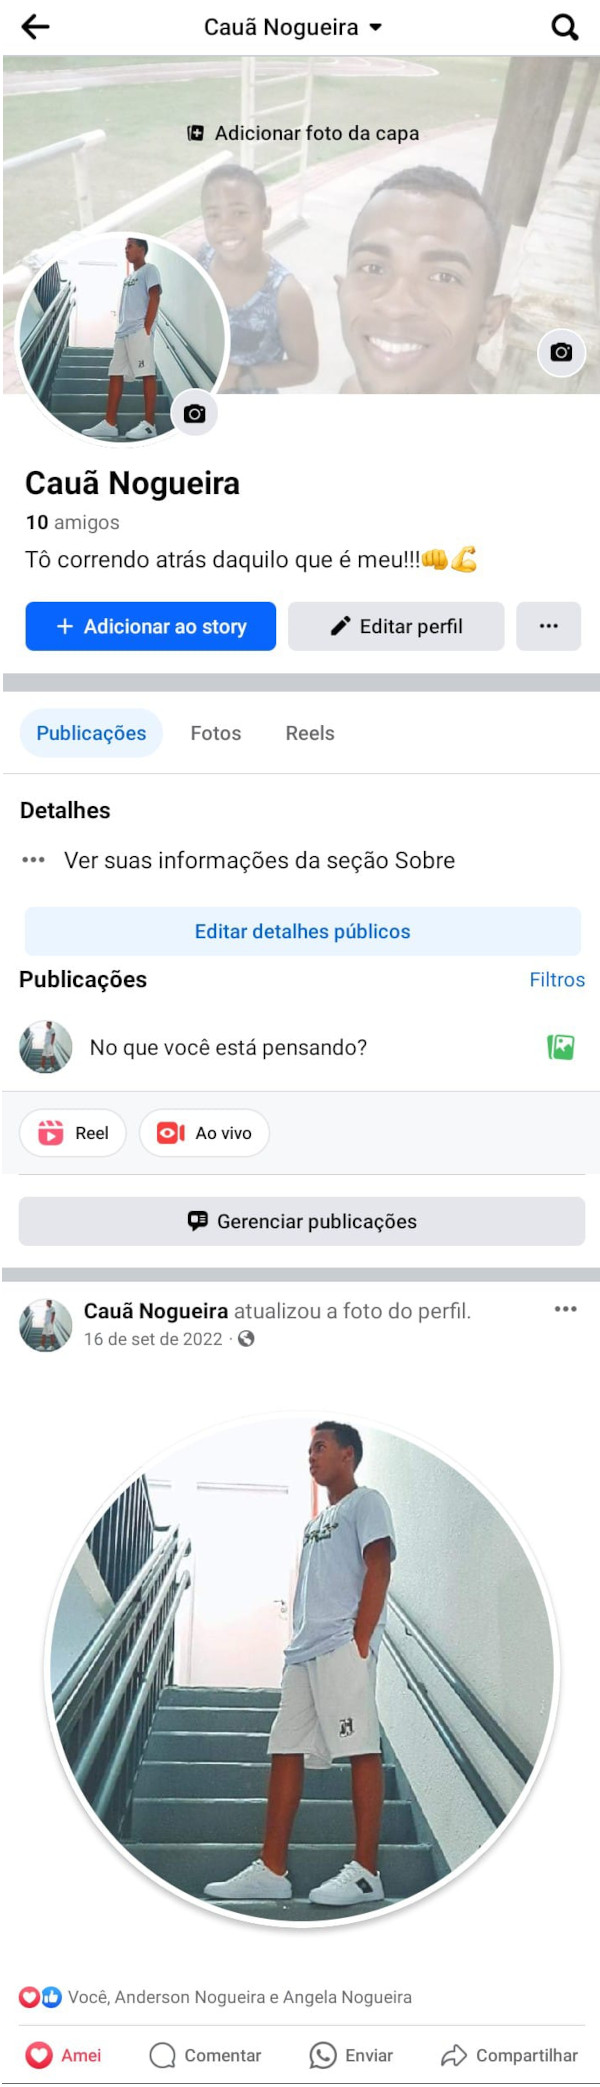 Cauã Nogueira
Adicionar foto da capa
Cauã Nogueira
10 amigos
Tô correndo atrás daquilo que é meu!!!👊💪
+ Adicionar ao story
Editar perfil
Publicações
Fotos
Reels
Detalhes
Ver suas informações da seção Sobre
Editar detalhes públicos
Publicações
Filtros
No que você está pensando?
Reel
Ao vivo
Gerenciar publicações
Cauã Nogueira atualizou a foto do perfil.
16 de set de 2022 ·
Você, Anderson Nogueira e Angela Nogueira
Amei
Comentar
Enviar
Compartilhar